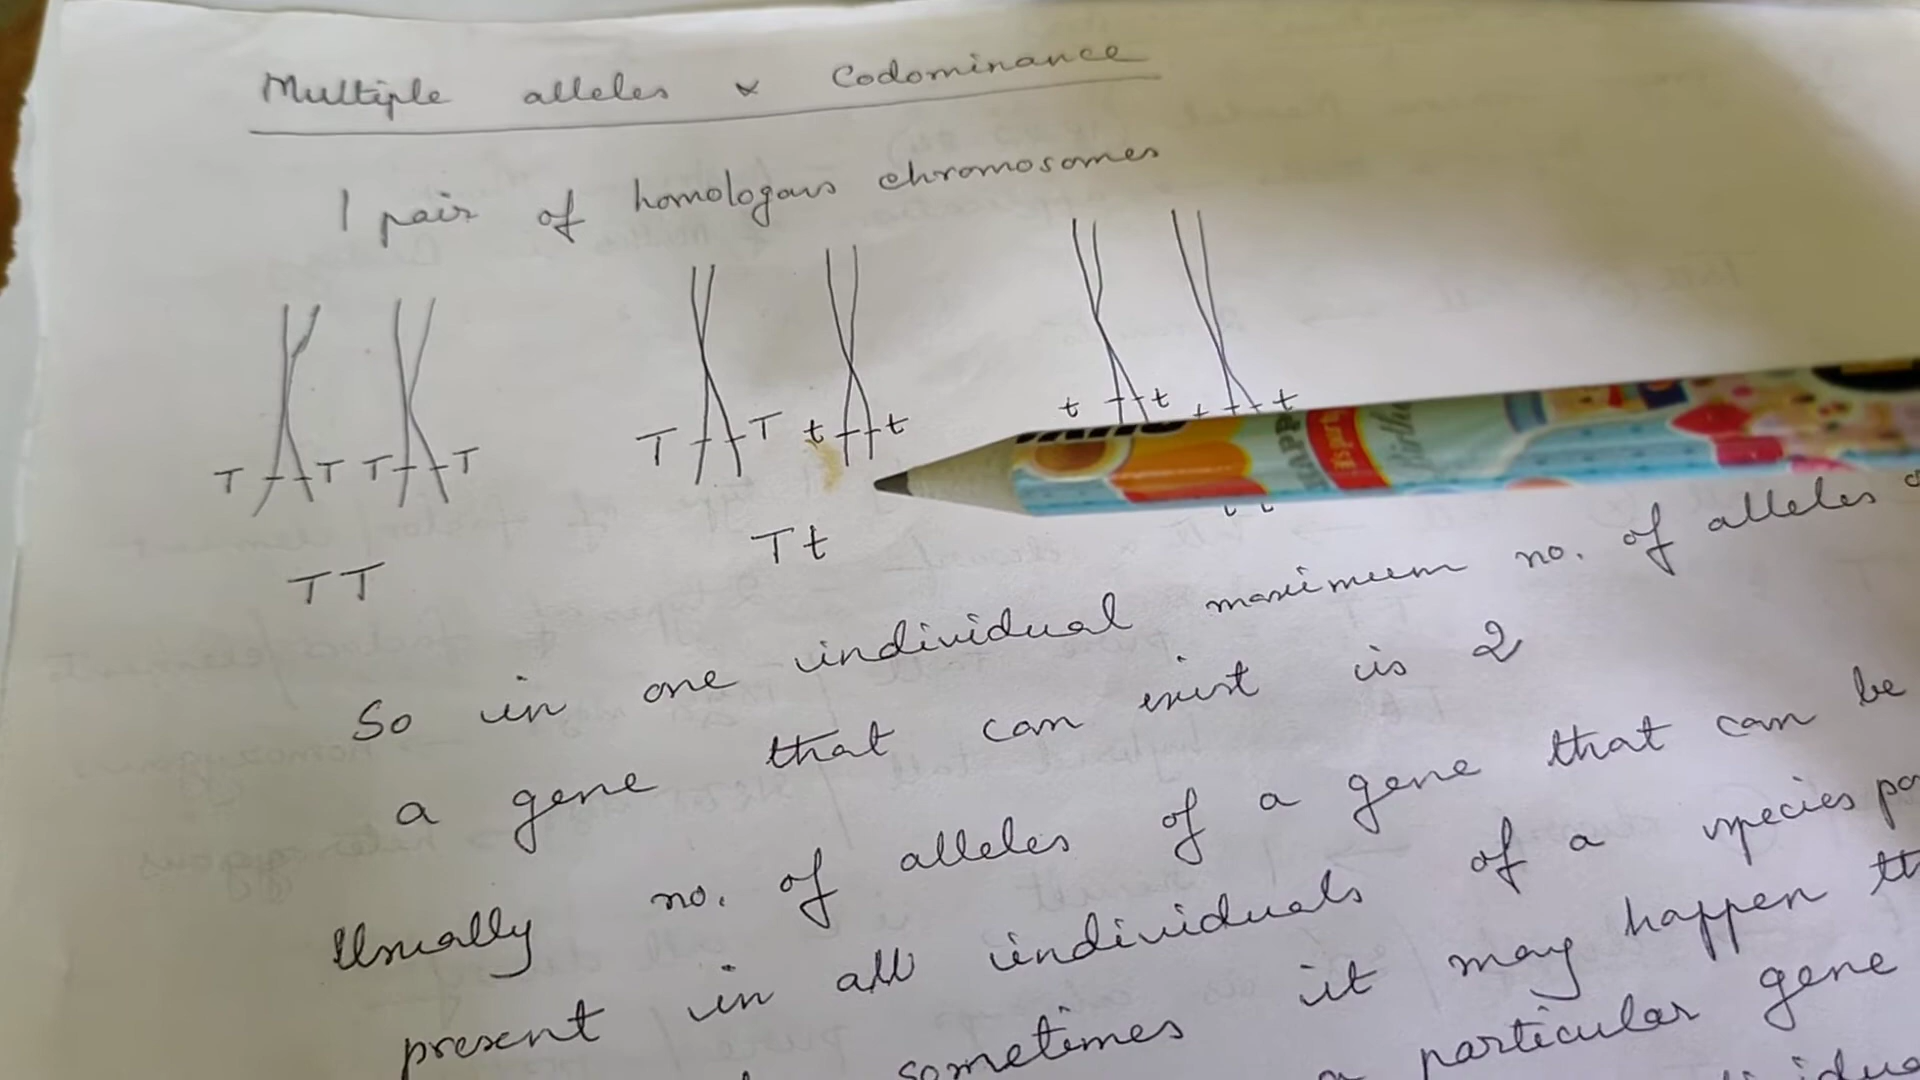 Multiple alleles & Codominance
1 pair of homologous chromosomes
T T T T
T T t t
t t t t
TT
Tt
t t
So in one individual maximum no. of alleles
a gene that can exist is 2
Usually no. of alleles of a gene that can be
present in all individuals of a species
sometimes it may happen
a particular gene